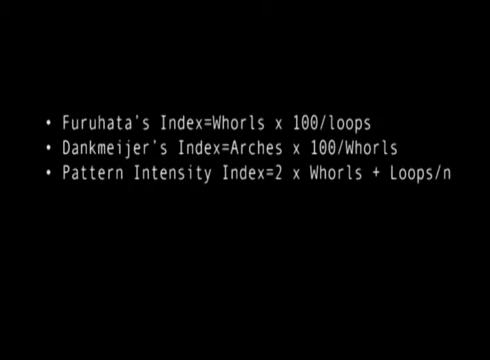 • Furuhata's Index=Whorls x 100/loops
• Dankmeijer's Index=Arches x 100/Whorls
• Pattern Intensity Index=2 x Whorls + Loops/n